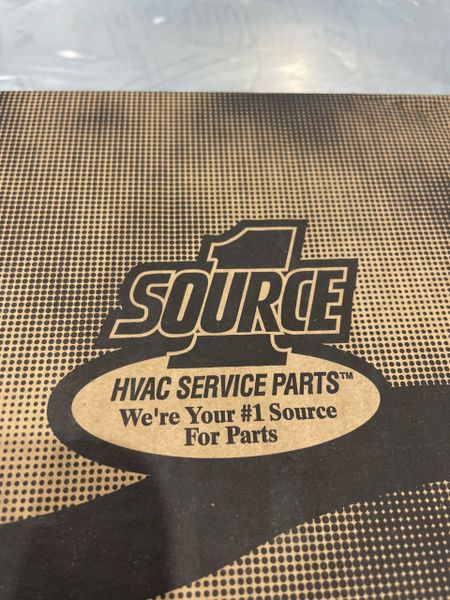 1
SOURCE
HVAC SERVICE PARTS™
We're Your #1 Source
For Parts